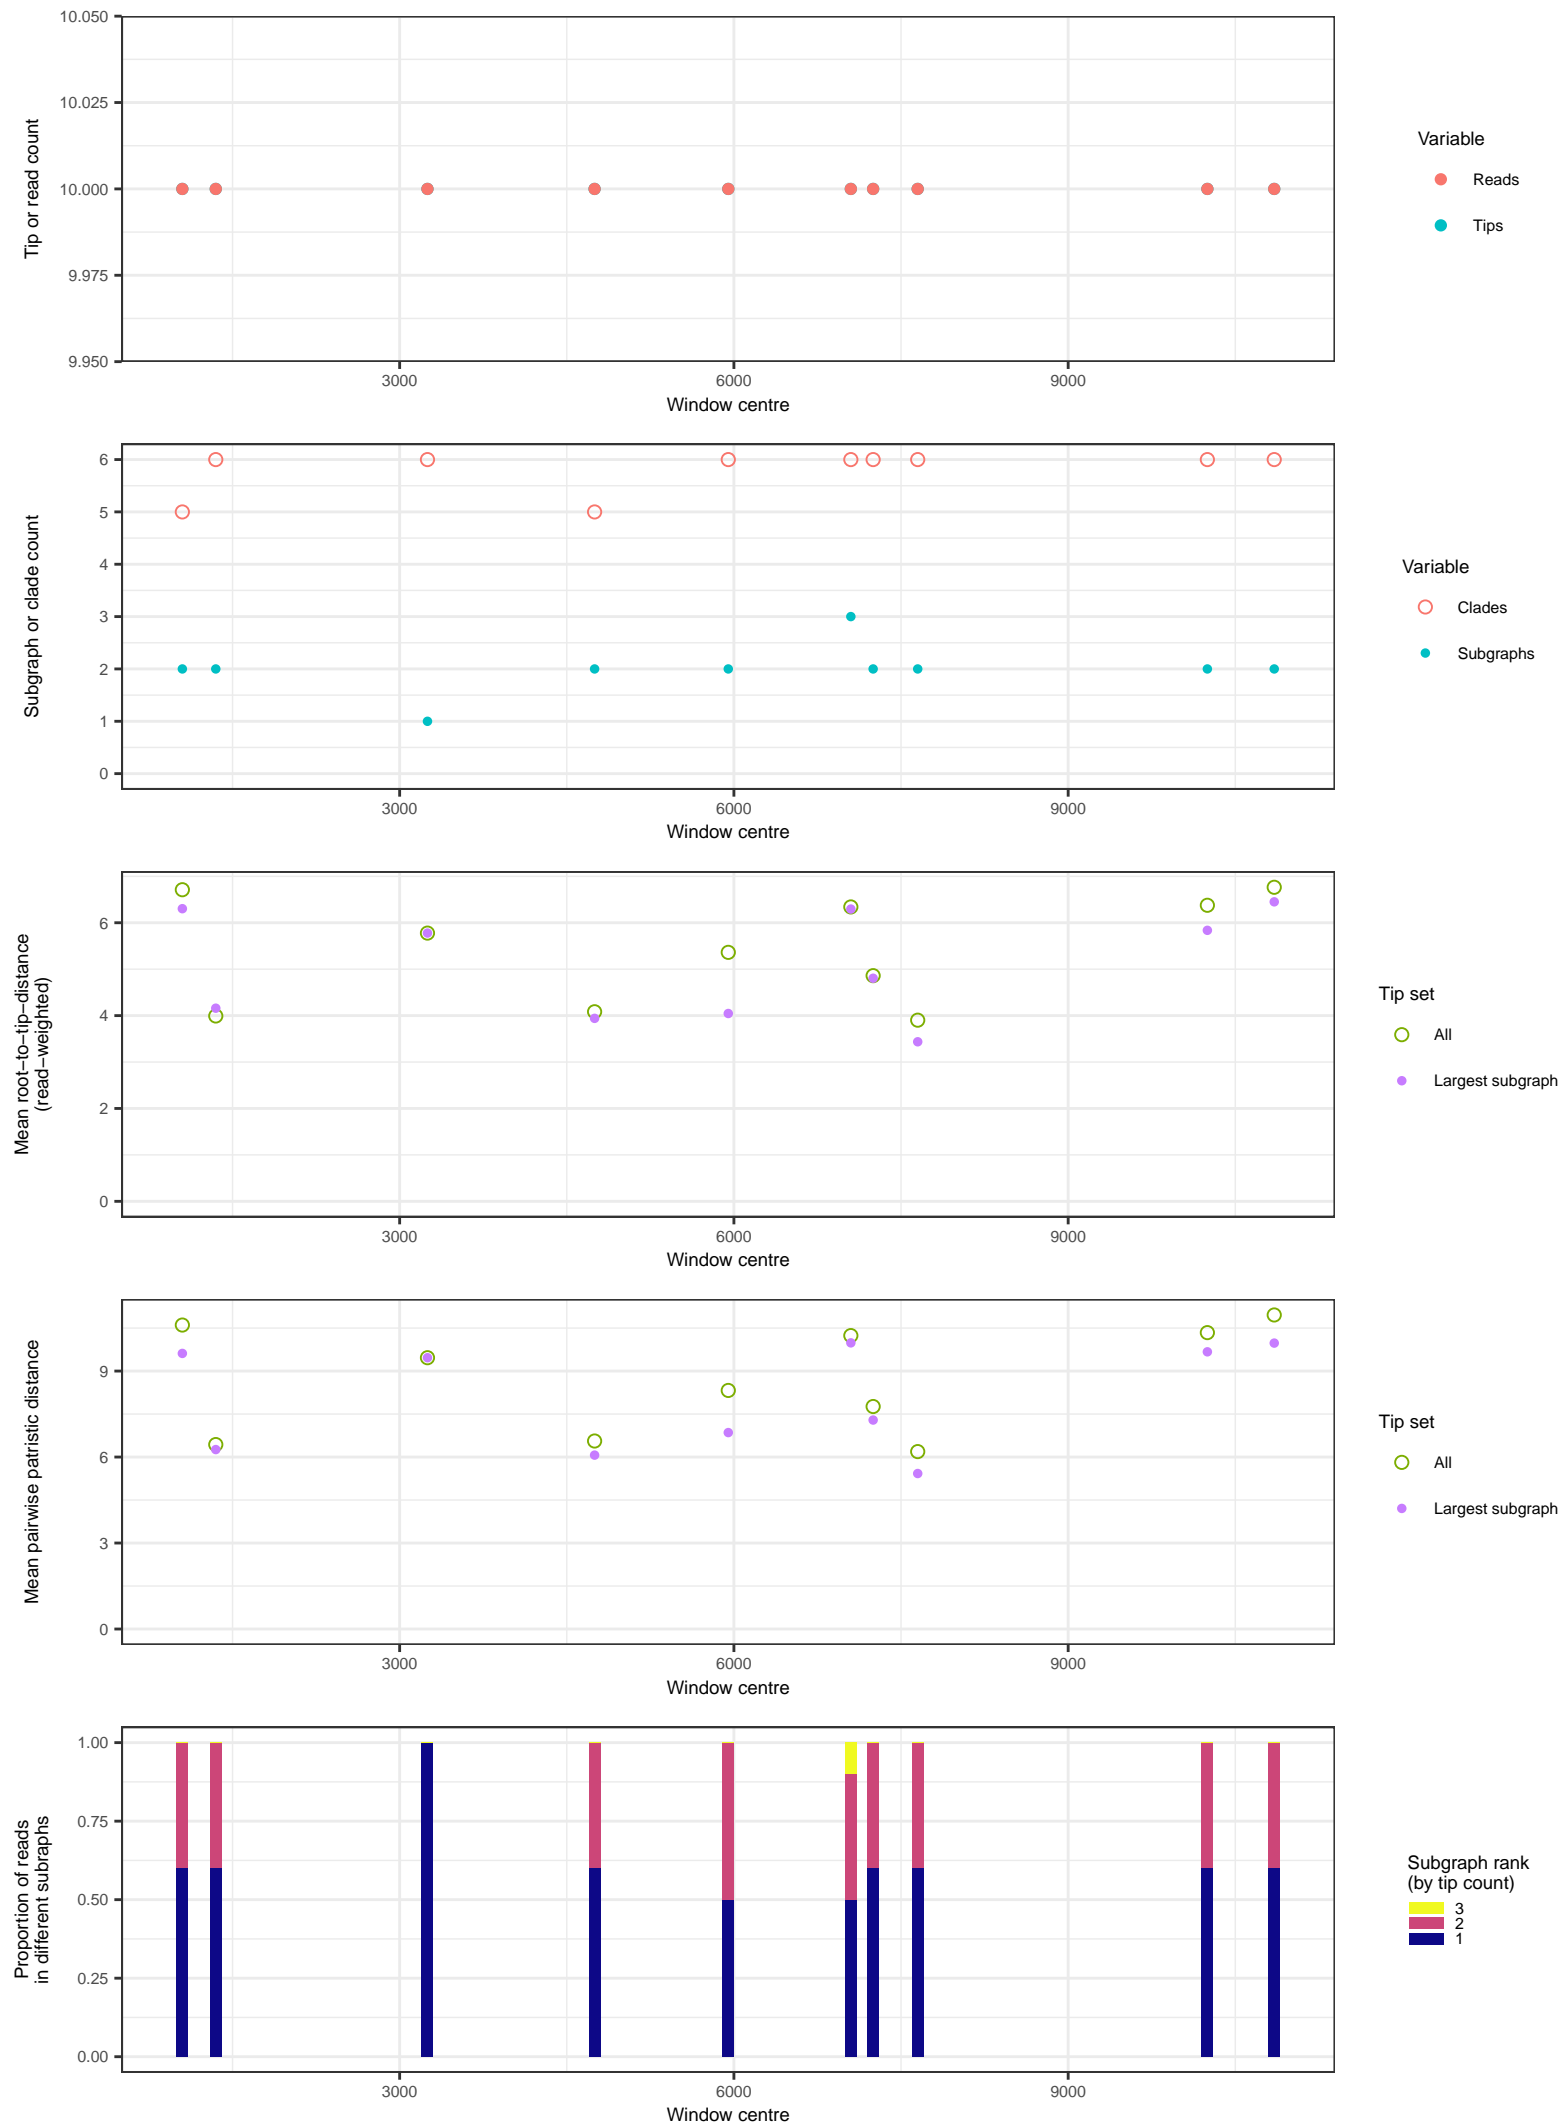 10.050
10.025
10.000
9.975
9.950
Tip or read count
3000 6000 9000
Window centre
Variable
Reads
Tips
6
5
4
3
2
1
0
Subgraph or clade count
3000 6000 9000
Window centre
Variable
Clades
Subgraphs
6
4
2
0
Mean root−to−tip−distance
(read−weighted)
3000 6000 9000
Window centre
Tip set
All
Largest subgraph
9
6
3
0
Mean pairwise patristic distance
3000 6000 9000
Window centre
Tip set
All
Largest subgraph
1.00
0.75
0.50
0.25
0.00
Proportion of reads
in different subraphs
3000 6000 9000
Window centre
Subgraph rank
(by tip count)
3
2
1